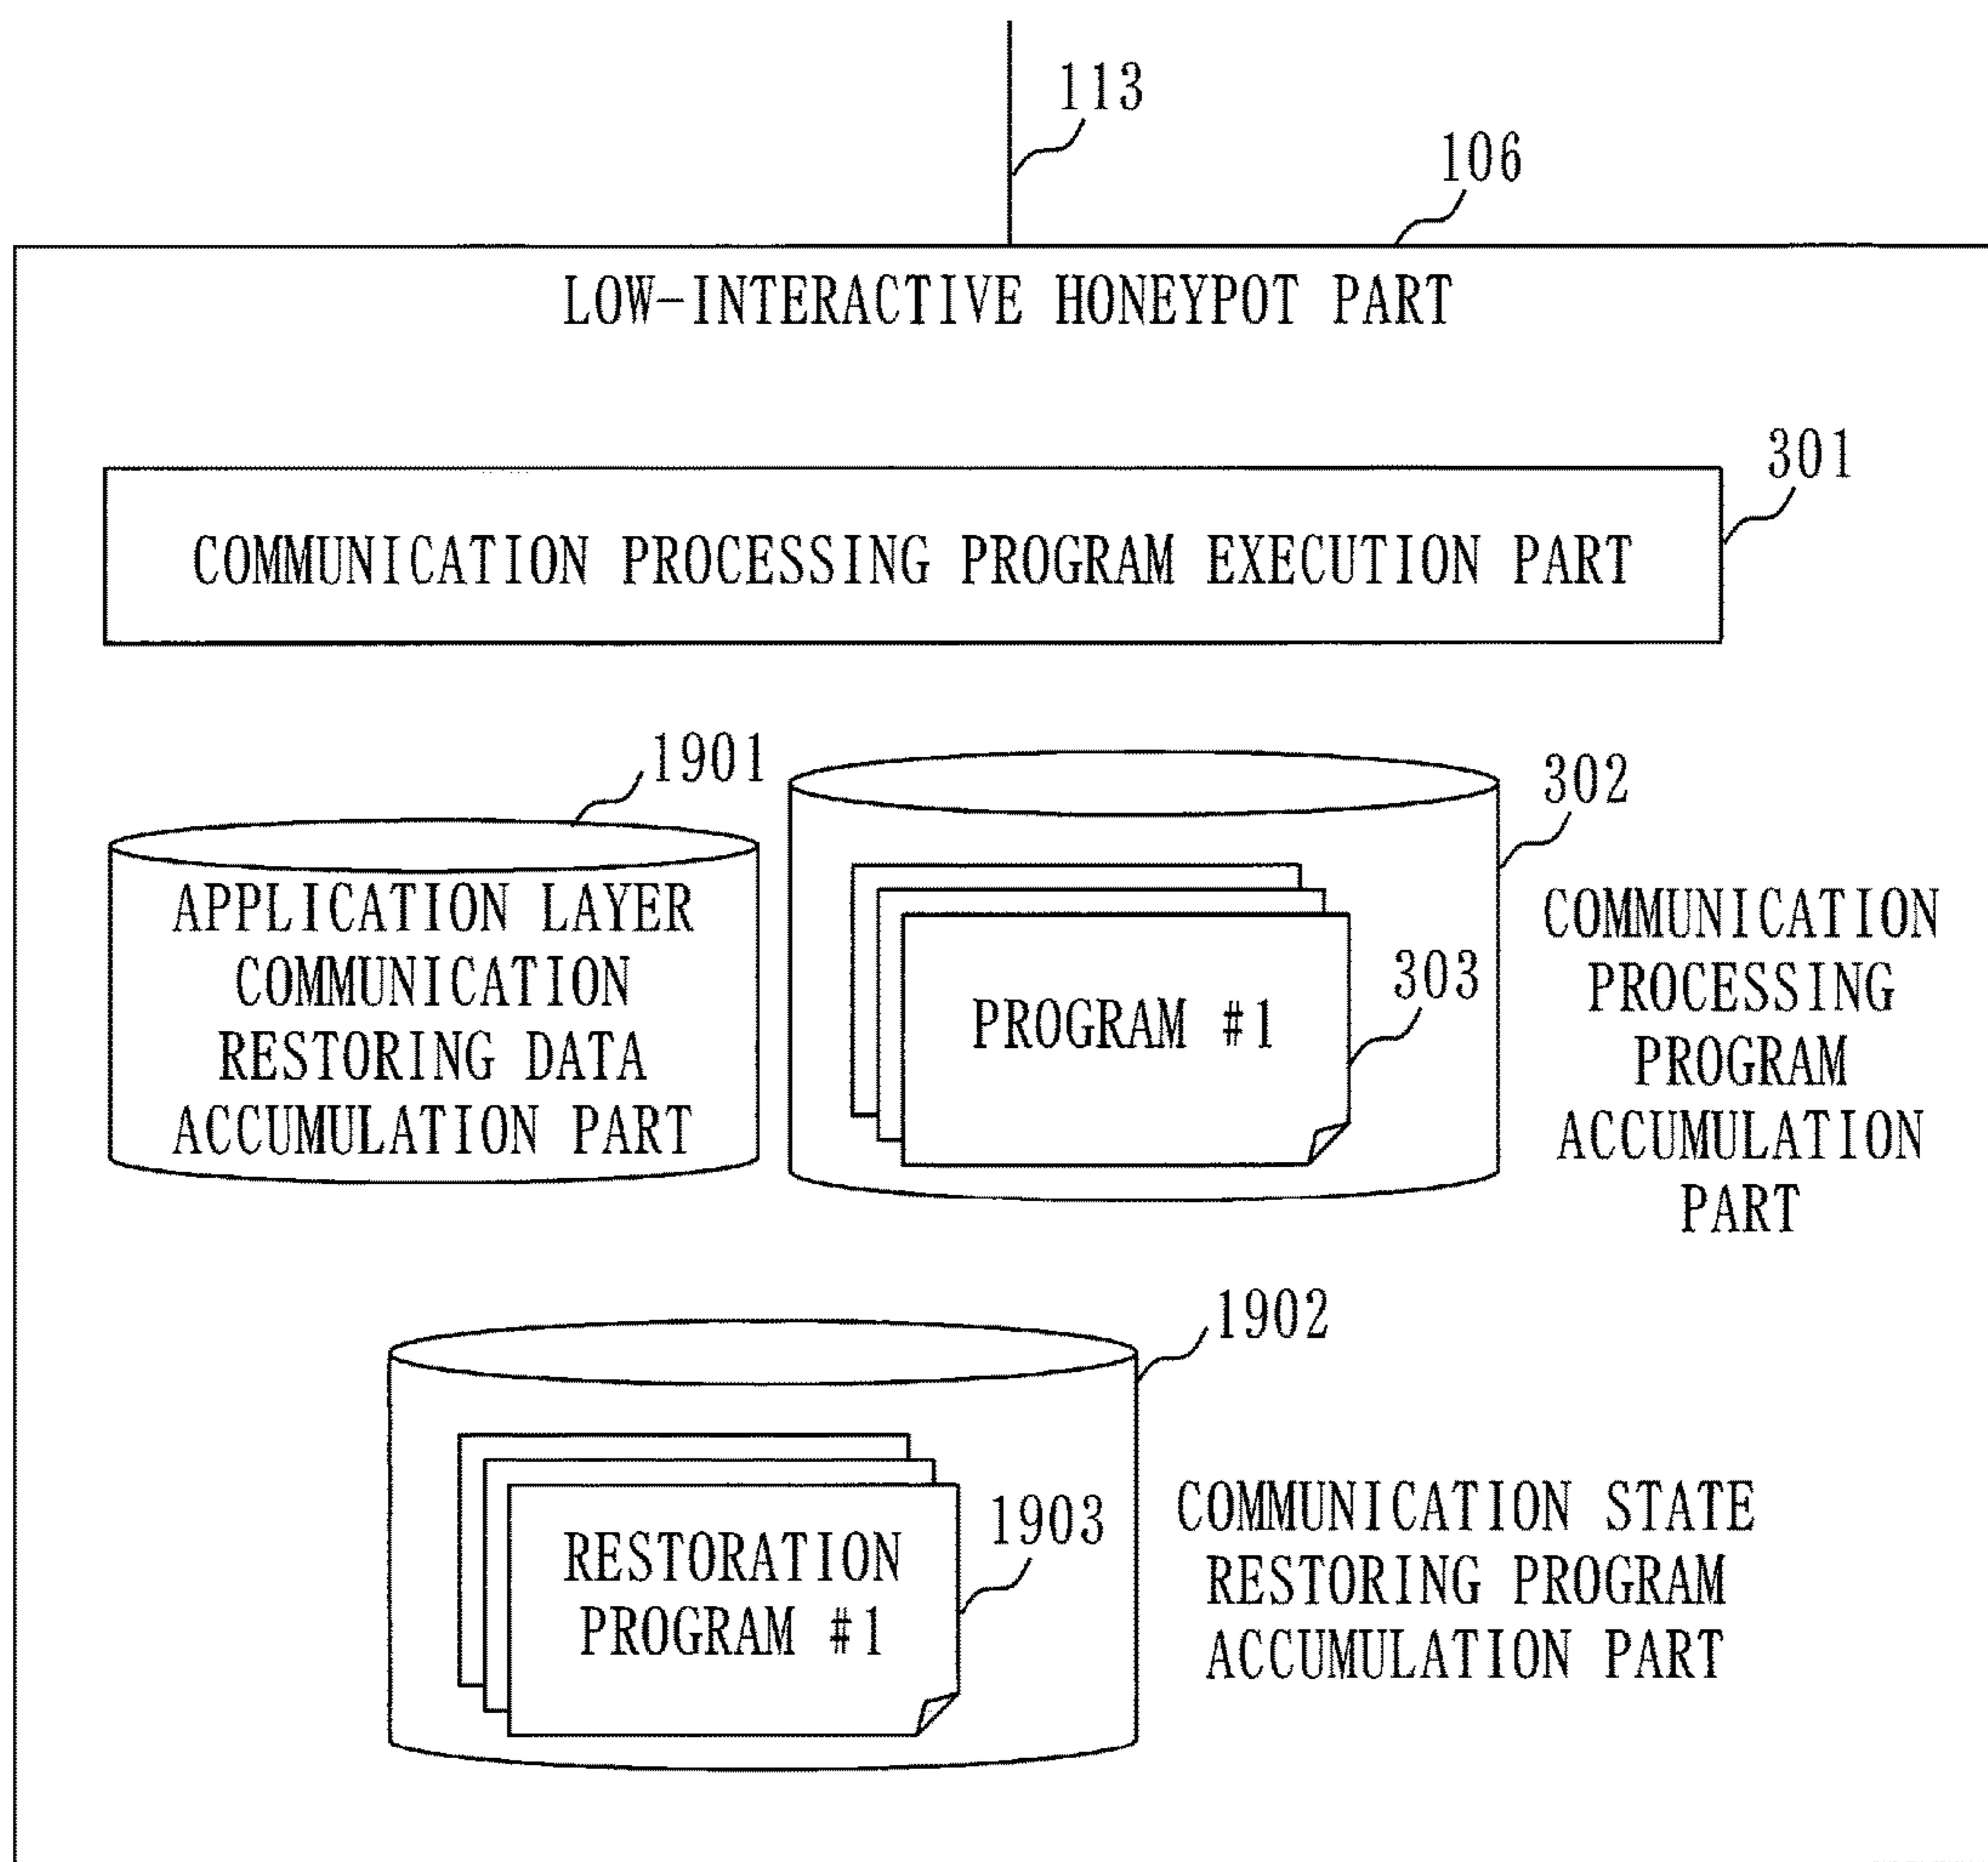 113
106
LOW-INTERACTIVE HONEYPOT PART
301
COMMUNICATION PROCESSING PROGRAM EXECUTION PART
1901
APPLICATION LAYER
COMMUNICATION
RESTORING DATA
ACCUMULATION PART
302
303
PROGRAM #1
COMMUNICATION
PROCESSING
PROGRAM
ACCUMULATION
PART
1902
1903
RESTORATION
PROGRAM #1
COMMUNICATION STATE
RESTORING PROGRAM
ACCUMULATION PART